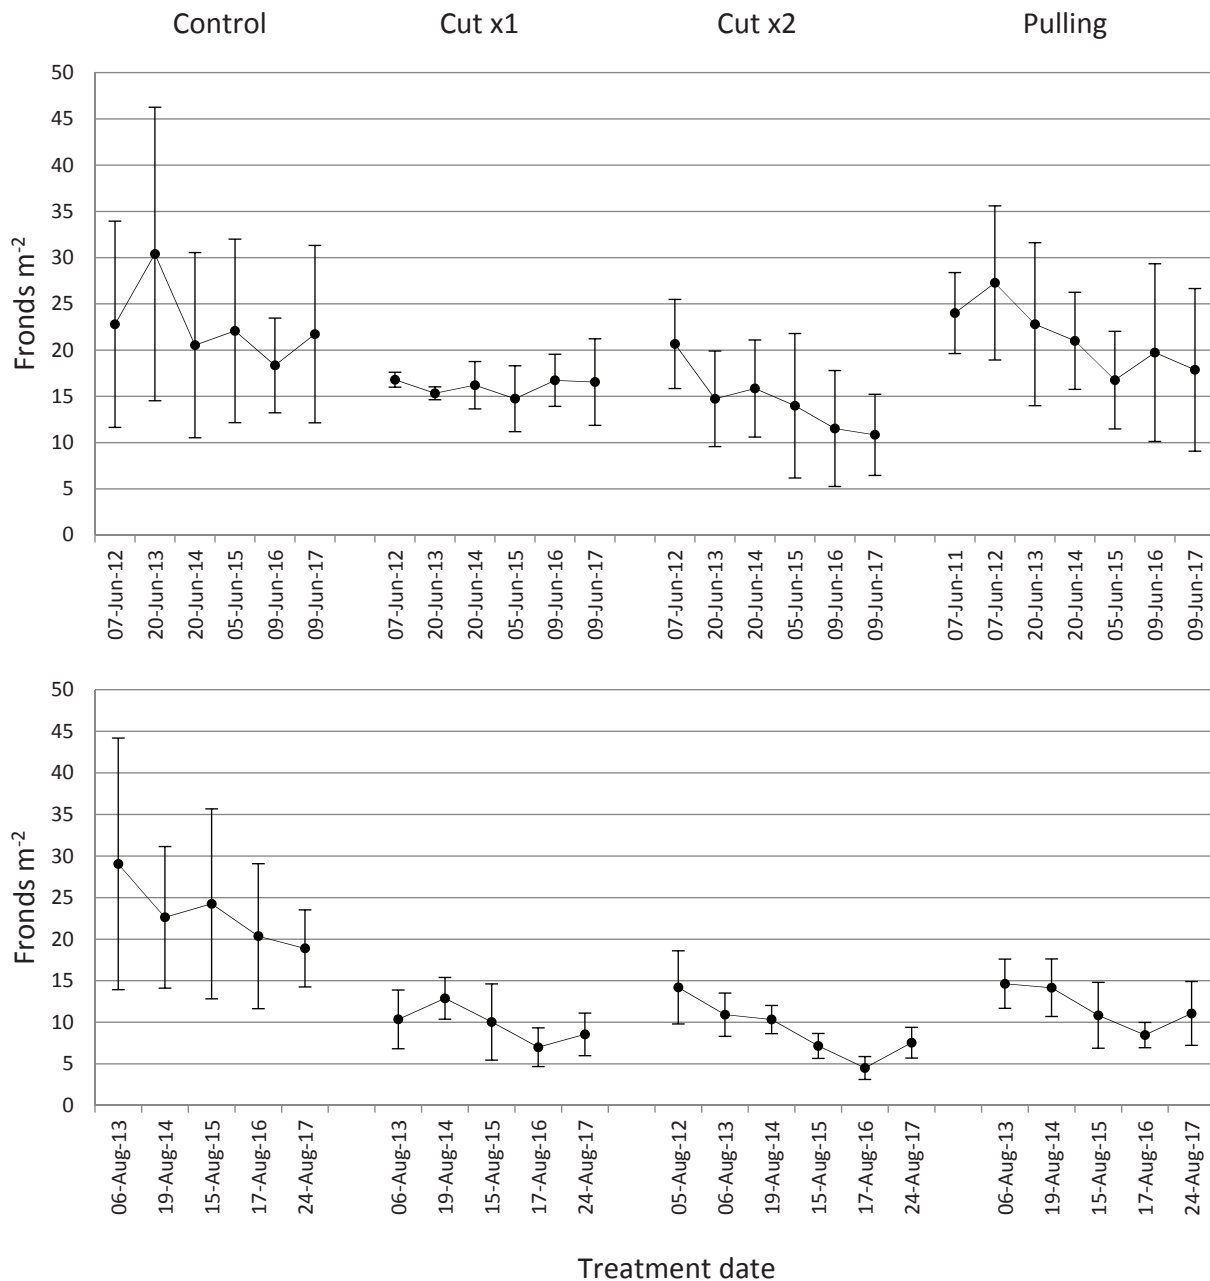 Control Cut x1 Cut x2 Pulling
50
45
40
35
30
25
20
15
10
5
0
Fronds m⁻²
07-Jun-12
20-Jun-13
20-Jun-14
05-Jun-15
09-Jun-16
09-Jun-17
07-Jun-12
20-Jun-13
20-Jun-14
05-Jun-15
09-Jun-16
09-Jun-17
07-Jun-12
20-Jun-13
20-Jun-14
05-Jun-15
09-Jun-16
09-Jun-17
07-Jun-11
07-Jun-12
20-Jun-13
20-Jun-14
05-Jun-15
09-Jun-16
09-Jun-17
50
45
40
35
30
25
20
15
10
5
0
Fronds m⁻²
06-Aug-13
19-Aug-14
15-Aug-15
17-Aug-16
24-Aug-17
06-Aug-13
19-Aug-14
15-Aug-15
17-Aug-16
24-Aug-17
05-Aug-12
06-Aug-13
19-Aug-14
15-Aug-15
17-Aug-16
24-Aug-17
06-Aug-13
19-Aug-14
15-Aug-15
17-Aug-16
24-Aug-17
Treatment date